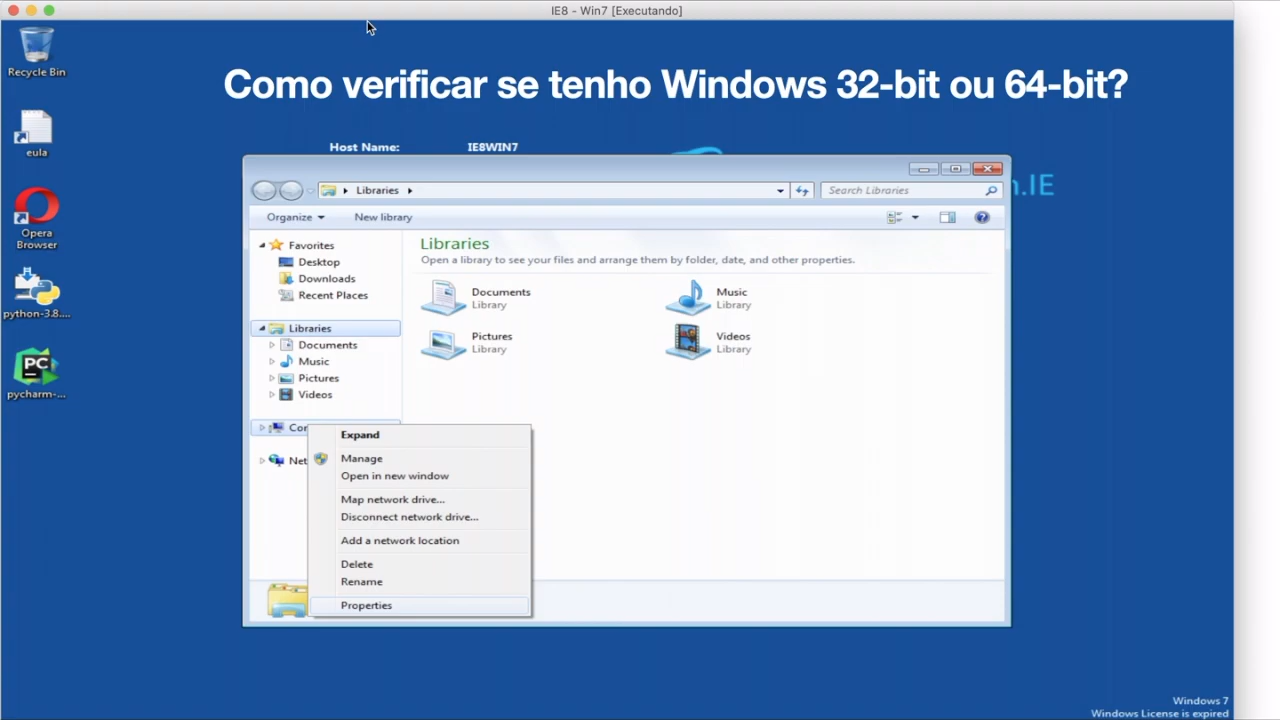 IE8 - Win7 [Executando]
Recycle Bin
Como verificar se tenho Windows 32-bit ou 64-bit?
eula
Host Name:
IE8WIN7
n.IE
Libraries
Search Libraries
Organize
New library
Opera
Browser
Favorites
Desktop
Downloads
Recent Places
Libraries
Documents
Music
Pictures
Videos
Libraries
Open a library to see your files and arrange them by folder, date, and other properties.
Documents
Library
Music
Library
Pictures
Library
Videos
Library
python-3.8....
PC
pycharm-...
Cor
Net
Expand
Manage
Open in new window
Map network drive...
Disconnect network drive...
Add a network location
Delete
Rename
Properties
Windows 7
Windows License is expired